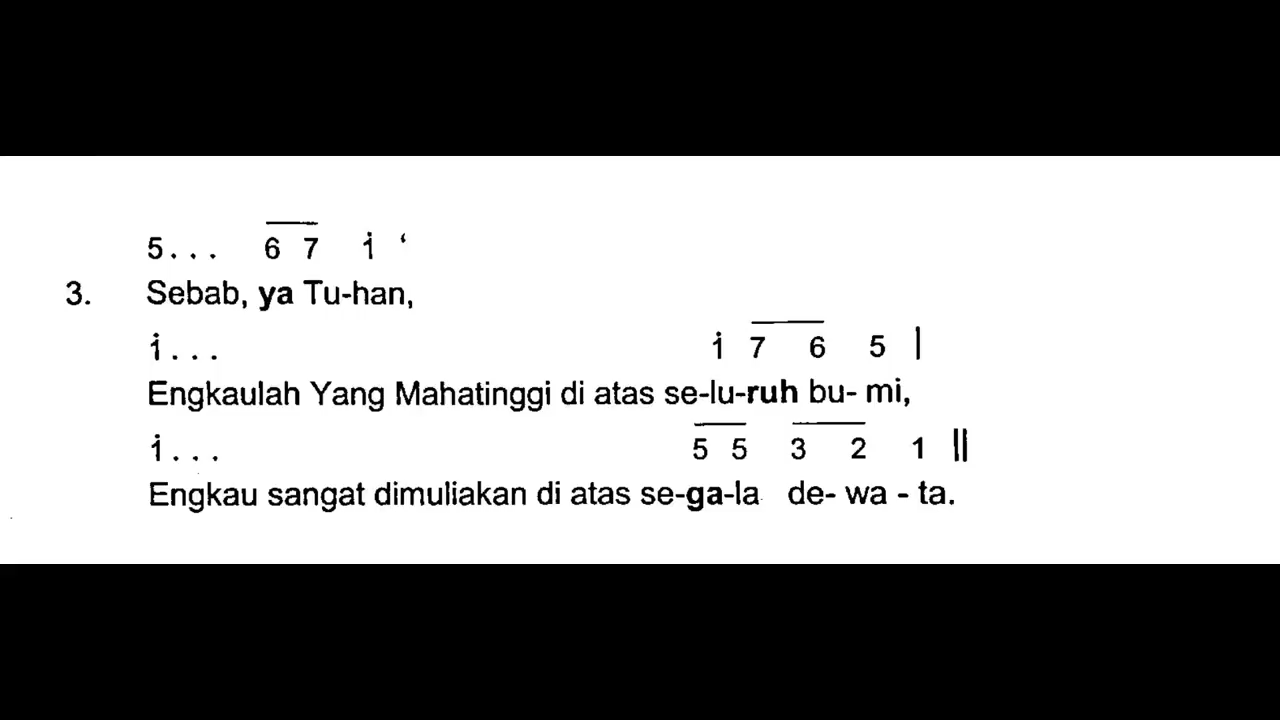 5... 6 7 i ‘
3. Sebab, ya Tu-han,
i... i 7 6 5 |
Engkaulah Yang Mahatinggi di atas se-lu-ruh bu- mi,
i... 5 5 3 2 1 ||
Engkau sangat dimuliakan di atas se-ga-la de- wa - ta.